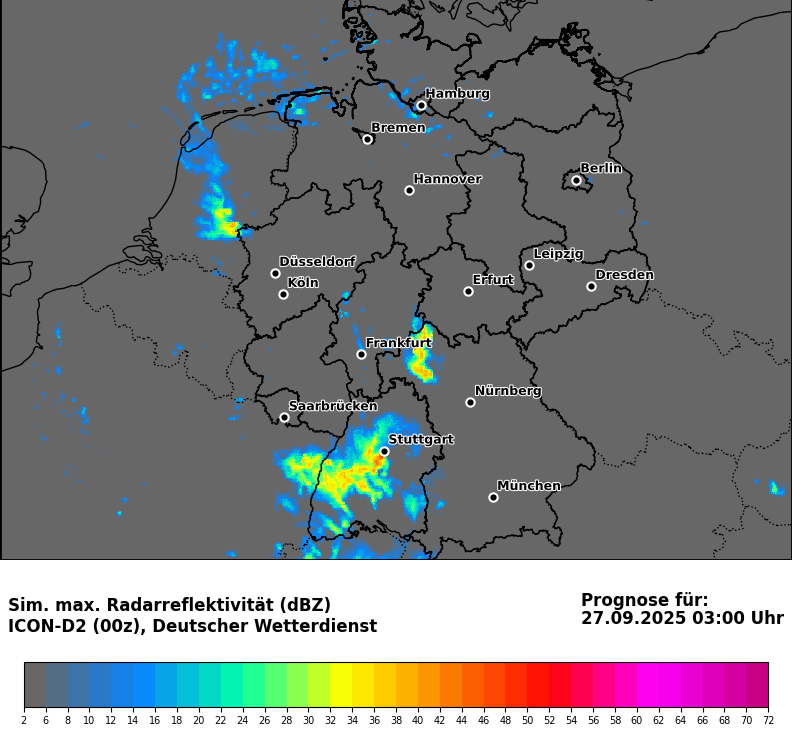 Hamburg
Bremen
Berlin
Hannover
Leipzig
Düsseldorf
Dresden
Erfurt
Köln
Frankfurt
Nürnberg
Saarbrücken
Stuttgart
München
Sim. max. Radarreflektivität (dBZ)
ICON-D2 (00z), Deutscher Wetterdienst
Prognose für:
27.09.2025 03:00 Uhr
2 6 8 10 12 14 16 18 20 22 24 26 28 30 32 34 36 38 40 42 44 46 48 50 52 54 56 58 60 62 64 66 68 70 72